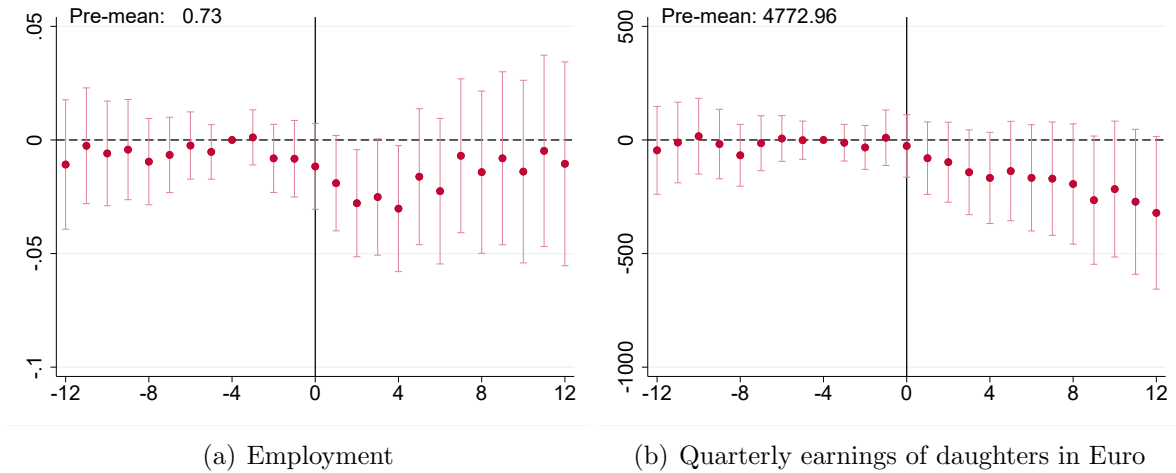 Pre-mean: 0.73
.05
0
-.05
-.1
-12 -8 -4 0 4 8 12
(a) Employment
Pre-mean: 4772.96
500
0
-500
-1000
-12 -8 -4 0 4 8 12
(b) Quarterly earnings of daughters in Euro